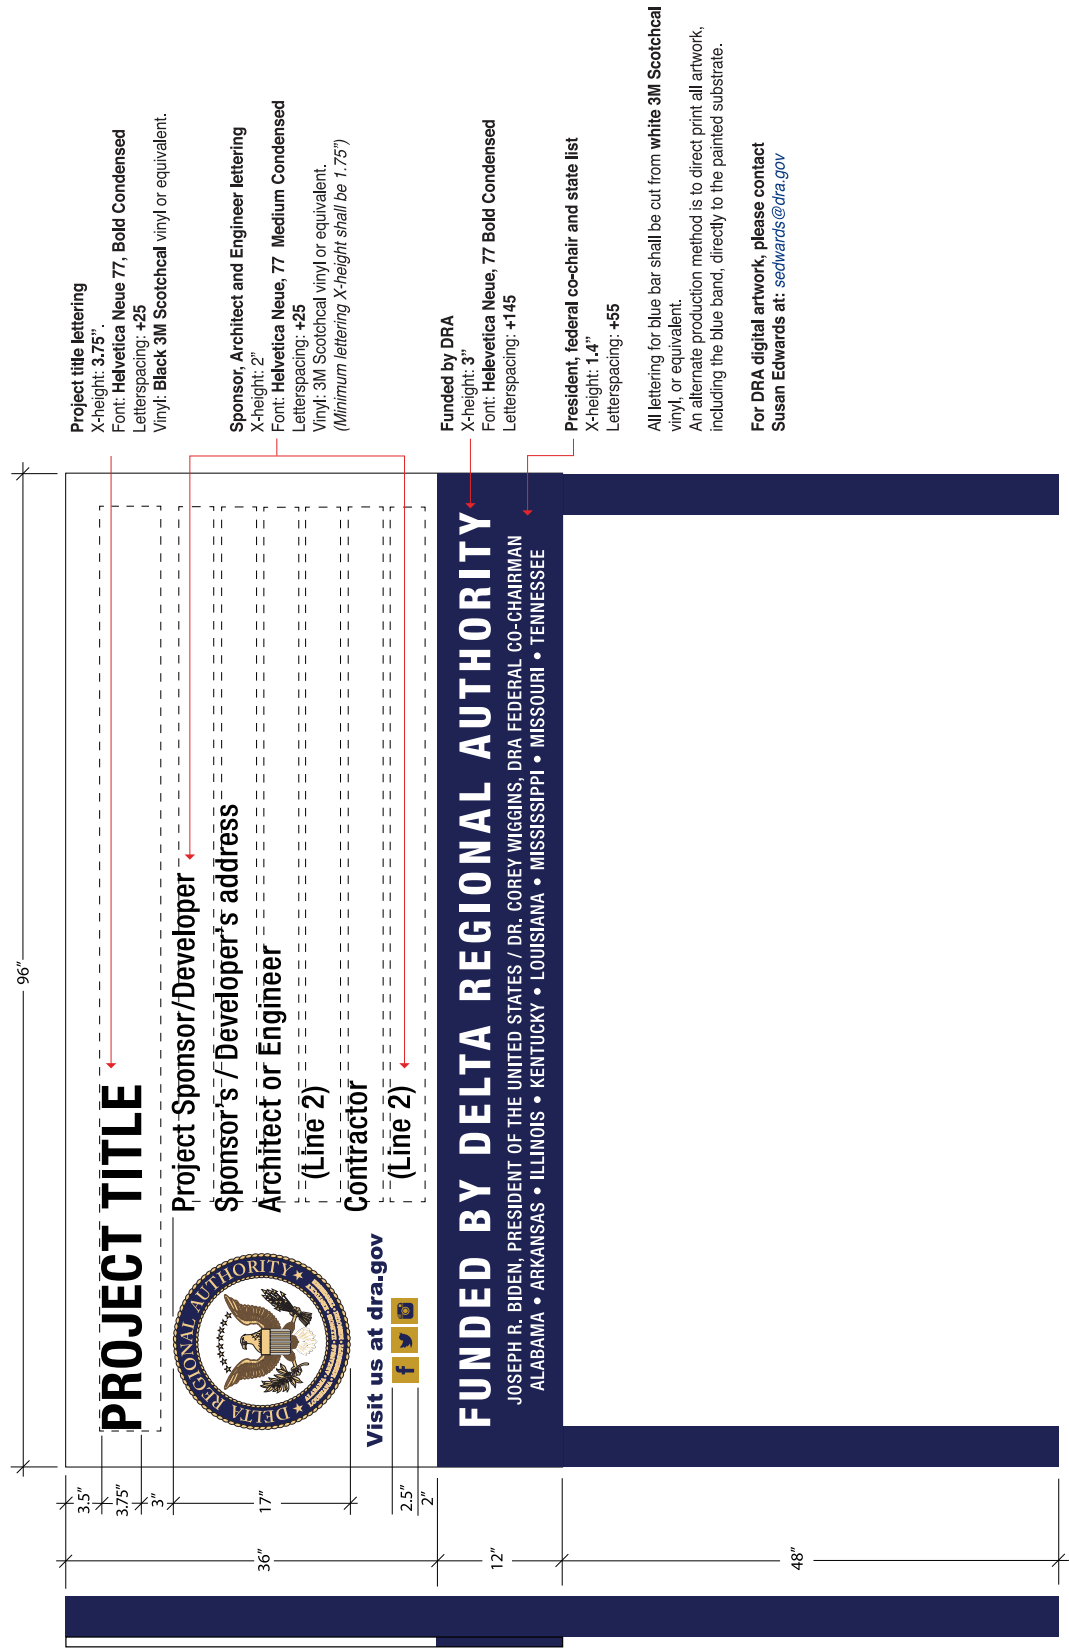 Project title lettering
X-height: 3.75”.
Font: Helvetica Neue 77, Bold Condensed
Letterspacing: +25
Vinyl: Black 3M Scotchcal vinyl or equivalent.
Sponsor, Architect and Engineer lettering
X-height: 2”
Font: Helvetica Neue, 77 Medium Condensed
Letterspacing: +25
Vinyl: 3M Scotchcal vinyl or equivalent.
(Minimum lettering X-height shall be 1.75”)
Funded by DRA
X-height: 3”
Font: Helevetica Neue, 77 Bold Condensed
Letterspacing: +145
President, federal co-chair and state list
X-height: 1.4”
Letterspacing: +55
All lettering for blue bar shall be cut from white 3M Scotchcal
vinyl, or equivalent.
An alternate production method is to direct print all artwork,
including the blue band, directly to the painted substrate.
For DRA digital artwork, please contact
Susan Edwards at: sedwards@dra.gov
96”
PROJECT TITLE
Project Sponsor/Developer
Sponsor’s / Developer’s address
Architect or Engineer
(Line 2)
Contractor
(Line 2)
DELTA REGIONAL AUTHORITY
Visit us at dra.gov
FUNDED BY DELTA REGIONAL AUTHORITY
JOSEPH R. BIDEN, PRESIDENT OF THE UNITED STATES / DR. COREY WIGGINS, DRA FEDERAL CO-CHAIRMAN
ALABAMA • ARKANSAS • ILLINOIS • KENTUCKY • LOUISIANA • MISSISSIPPI • MISSOURI • TENNESSEE
3.5”
3.75”
3”
17”
2.5”
2”
36”
12”
48”